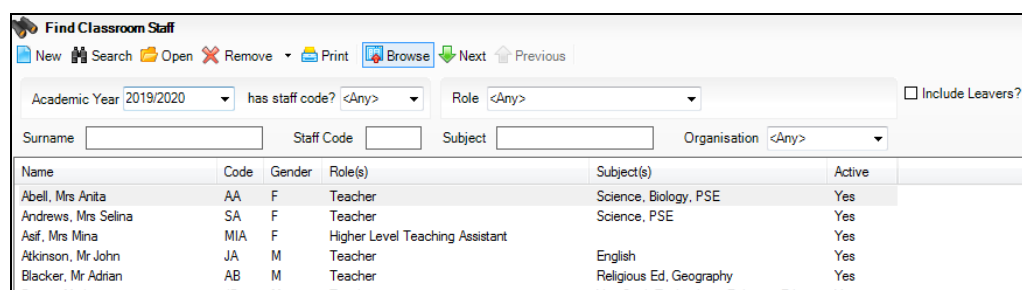 Find Classroom Staff
New Search Open Remove Print Browse Next Previous
Academic Year 2019/2020 has staff code? <Any> Role <Any> Include Leavers?
Surname Staff Code Subject Organisation <Any>
Name Code Gender Role(s) Subject(s) Active
Abell, Mrs Anita AA F Teacher Science, Biology, PSE Yes
Andrews, Mrs Selina SA F Teacher Science, PSE Yes
Asif, Mrs Mina MIA F Higher Level Teaching Assistant Yes
Atkinson, Mr John JA M Teacher English Yes
Blacker, Mr Adrian AB M Teacher Religious Ed, Geography Yes